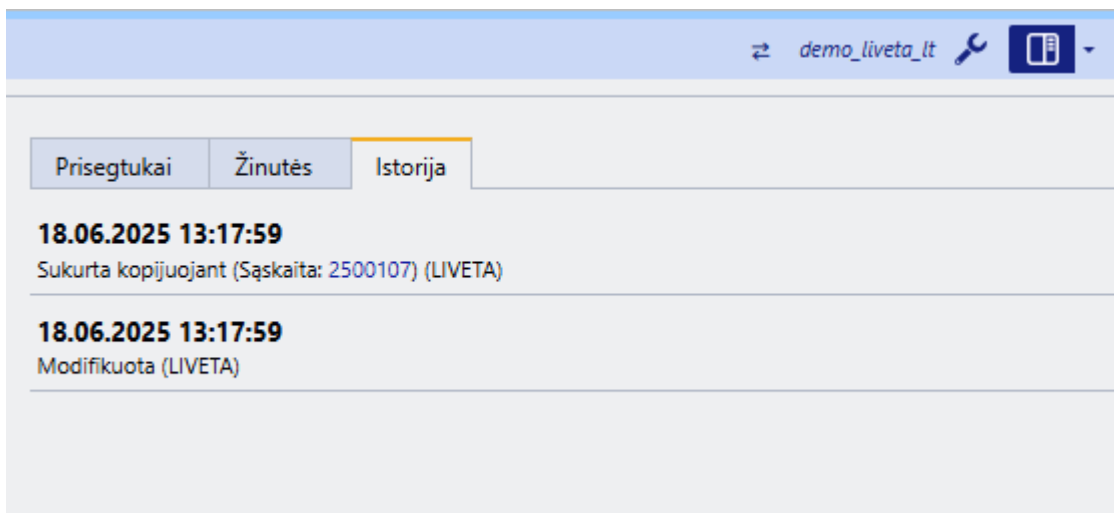 demo_liveta_lt
Prisegtukai Žinutės Istorija
18.06.2025 13:17:59
Sukurta kopijuojant (Sąskaita: 2500107) (LIVETA)
18.06.2025 13:17:59
Modifikuota (LIVETA)